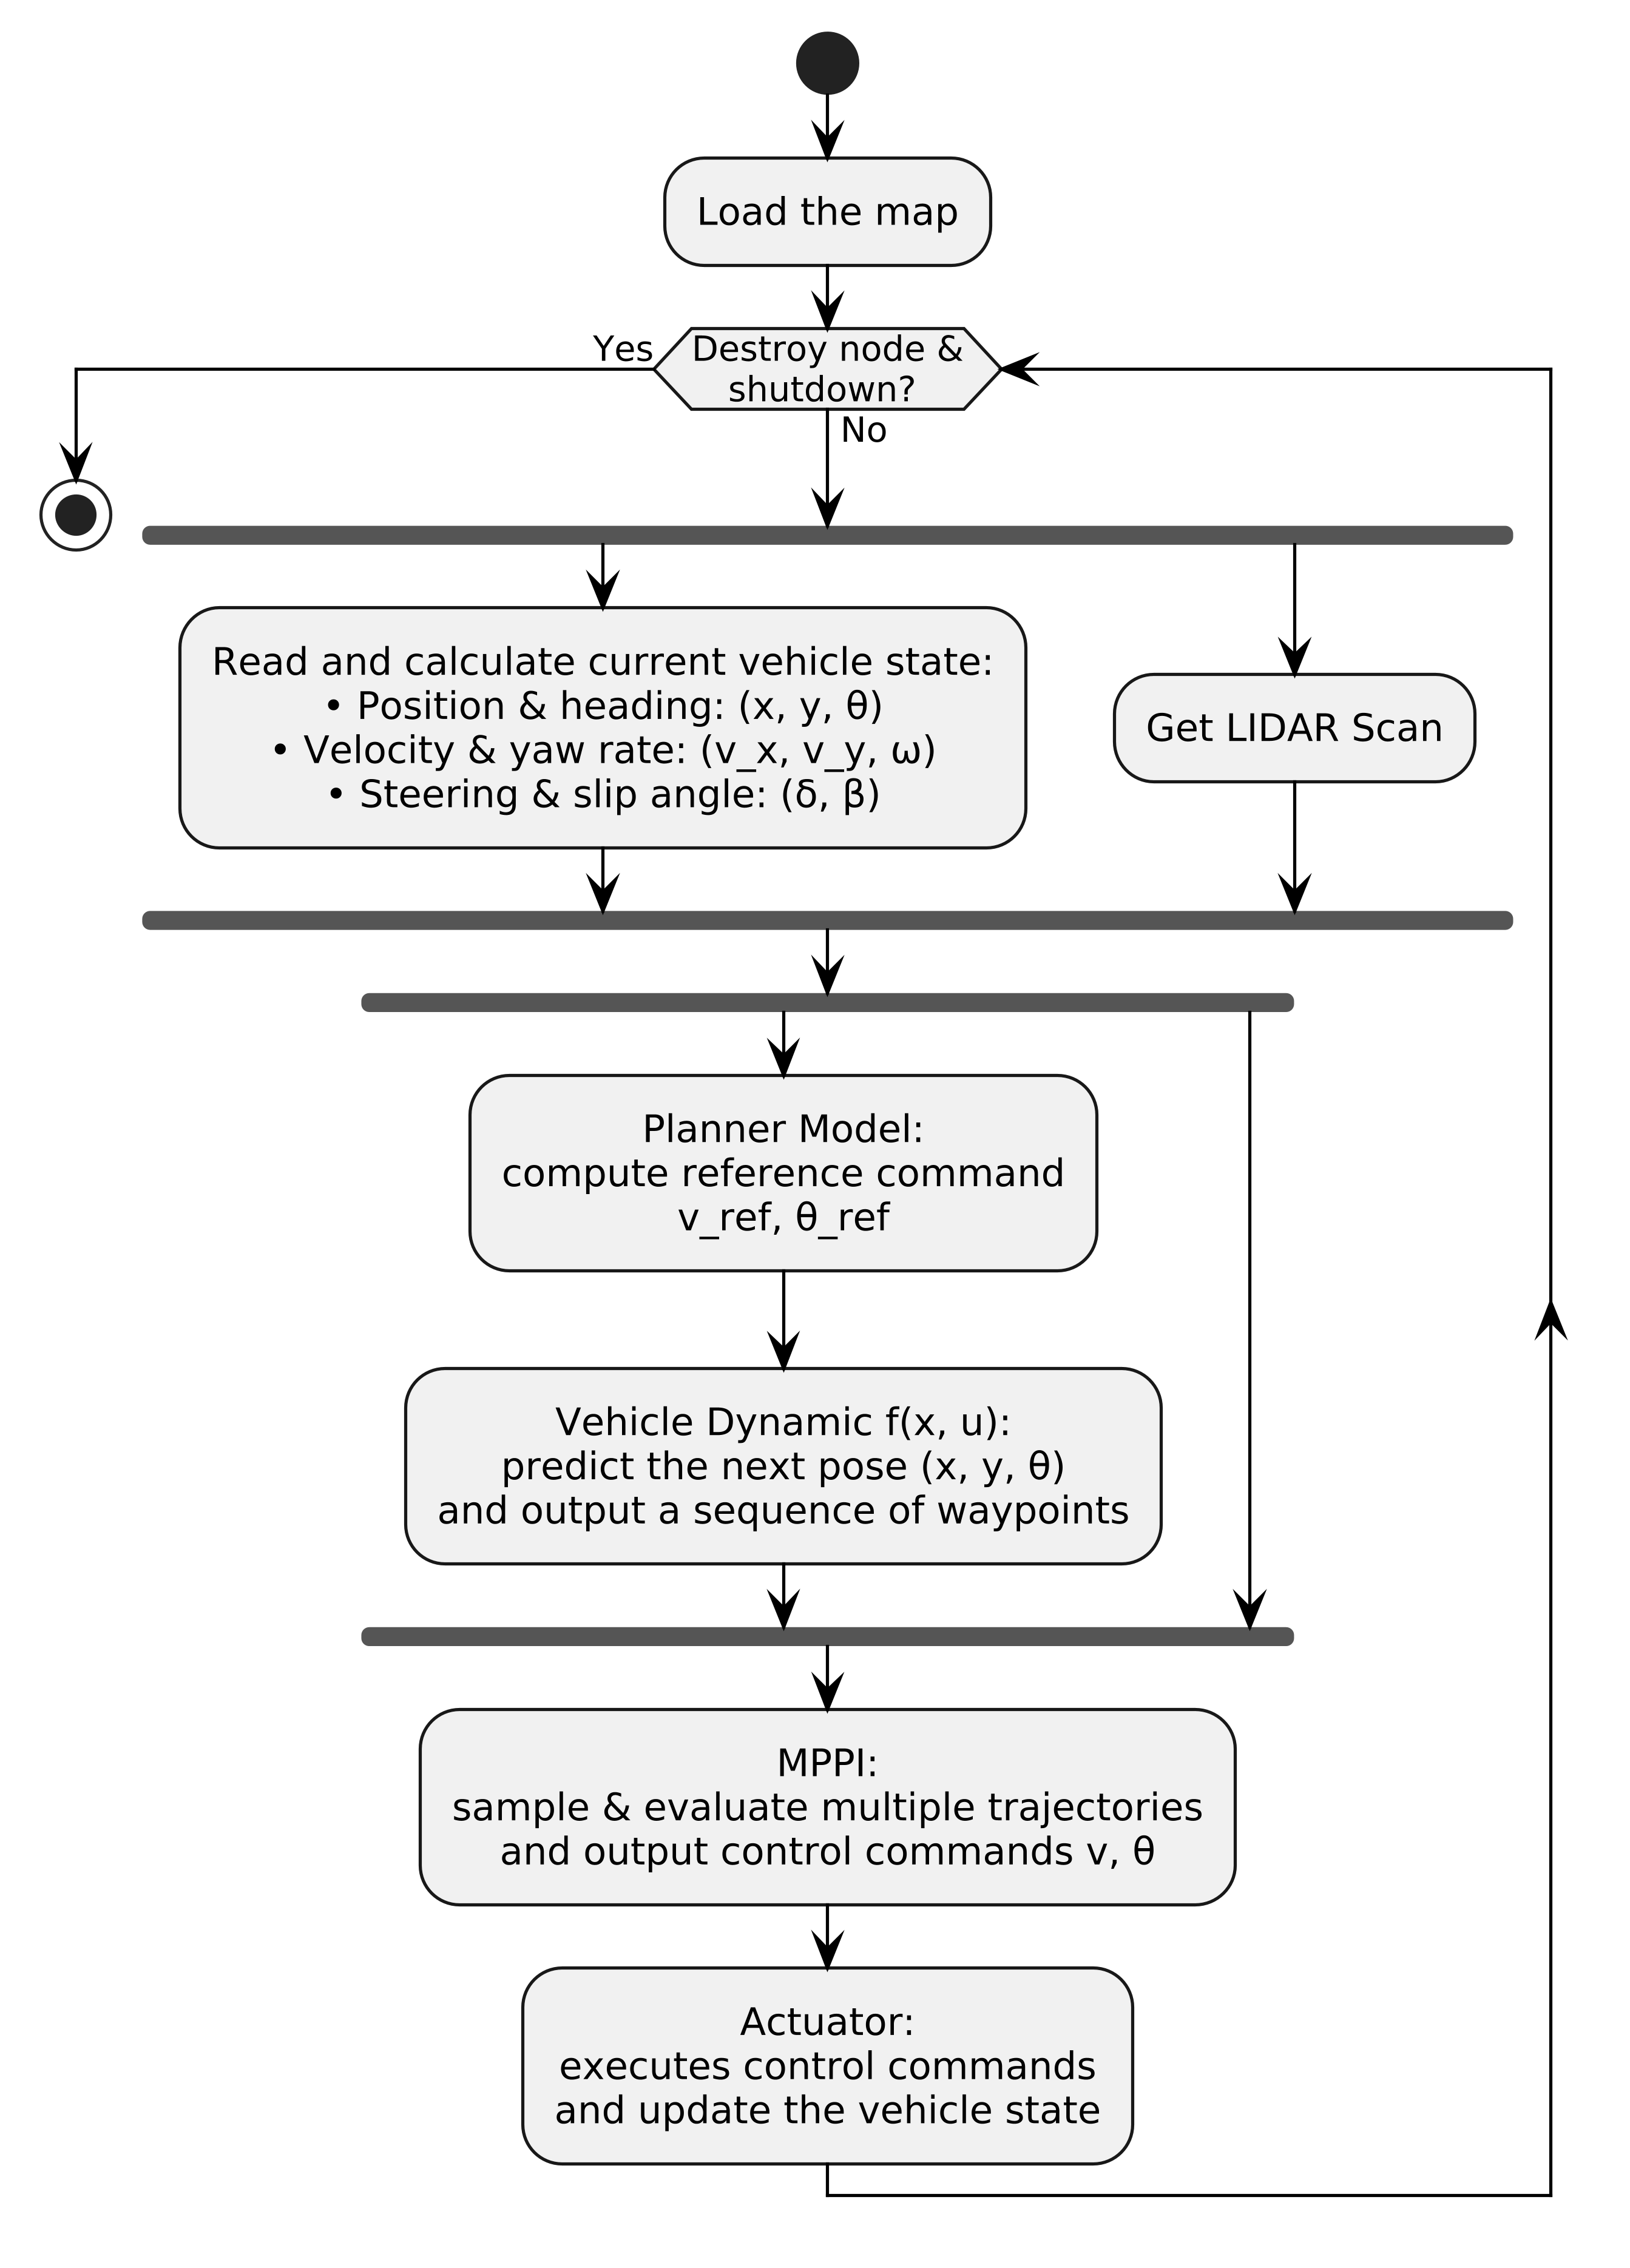 Load the map
Yes
Destroy node &
shutdown?
No
Read and calculate current vehicle state:
• Position & heading: (x, y, θ)
• Velocity & yaw rate: (v_x, v_y, ω)
• Steering & slip angle: (δ, β)
Get LIDAR Scan
Planner Model:
compute reference command
v_ref, θ_ref
Vehicle Dynamic f(x, u):
predict the next pose (x, y, θ)
and output a sequence of waypoints
MPPI:
sample & evaluate multiple trajectories
and output control commands v, θ
Actuator:
executes control commands
and update the vehicle state